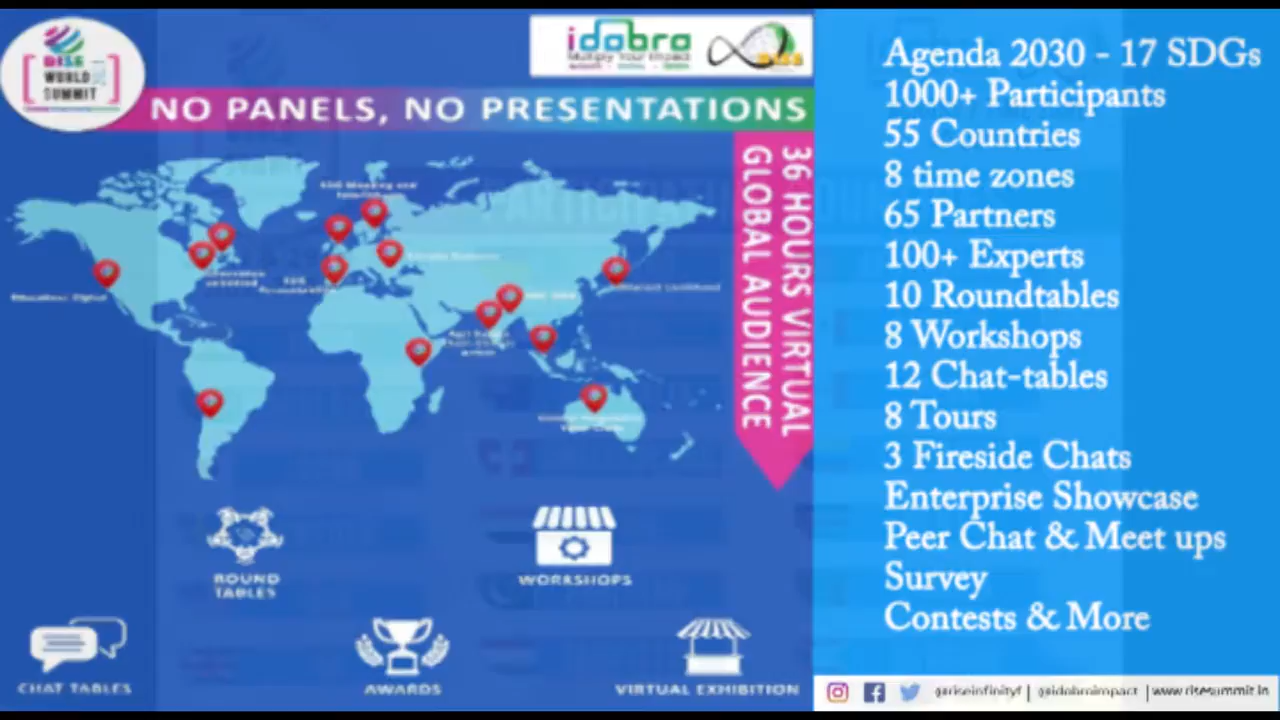 RISE
WORLD
SUMMIT
idobro
Multiply Your Impact
RISE
NO PANELS, NO PRESENTATIONS
36 HOURS VIRTUAL
GLOBAL AUDIENCE
ROUND
TABLES
WORKSHOPS
CHAT TABLES
AWARDS
VIRTUAL EXHIBITION
Agenda 2030 - 17 SDGs
1000+ Participants
55 Countries
8 time zones
65 Partners
100+ Experts
10 Roundtables
8 Workshops
12 Chat-tables
8 Tours
3 Fireside Chats
Enterprise Showcase
Peer Chat & Meet ups
Survey
Contests & More
@riseinfinityf | @idobroimpact | www.risesummit.in